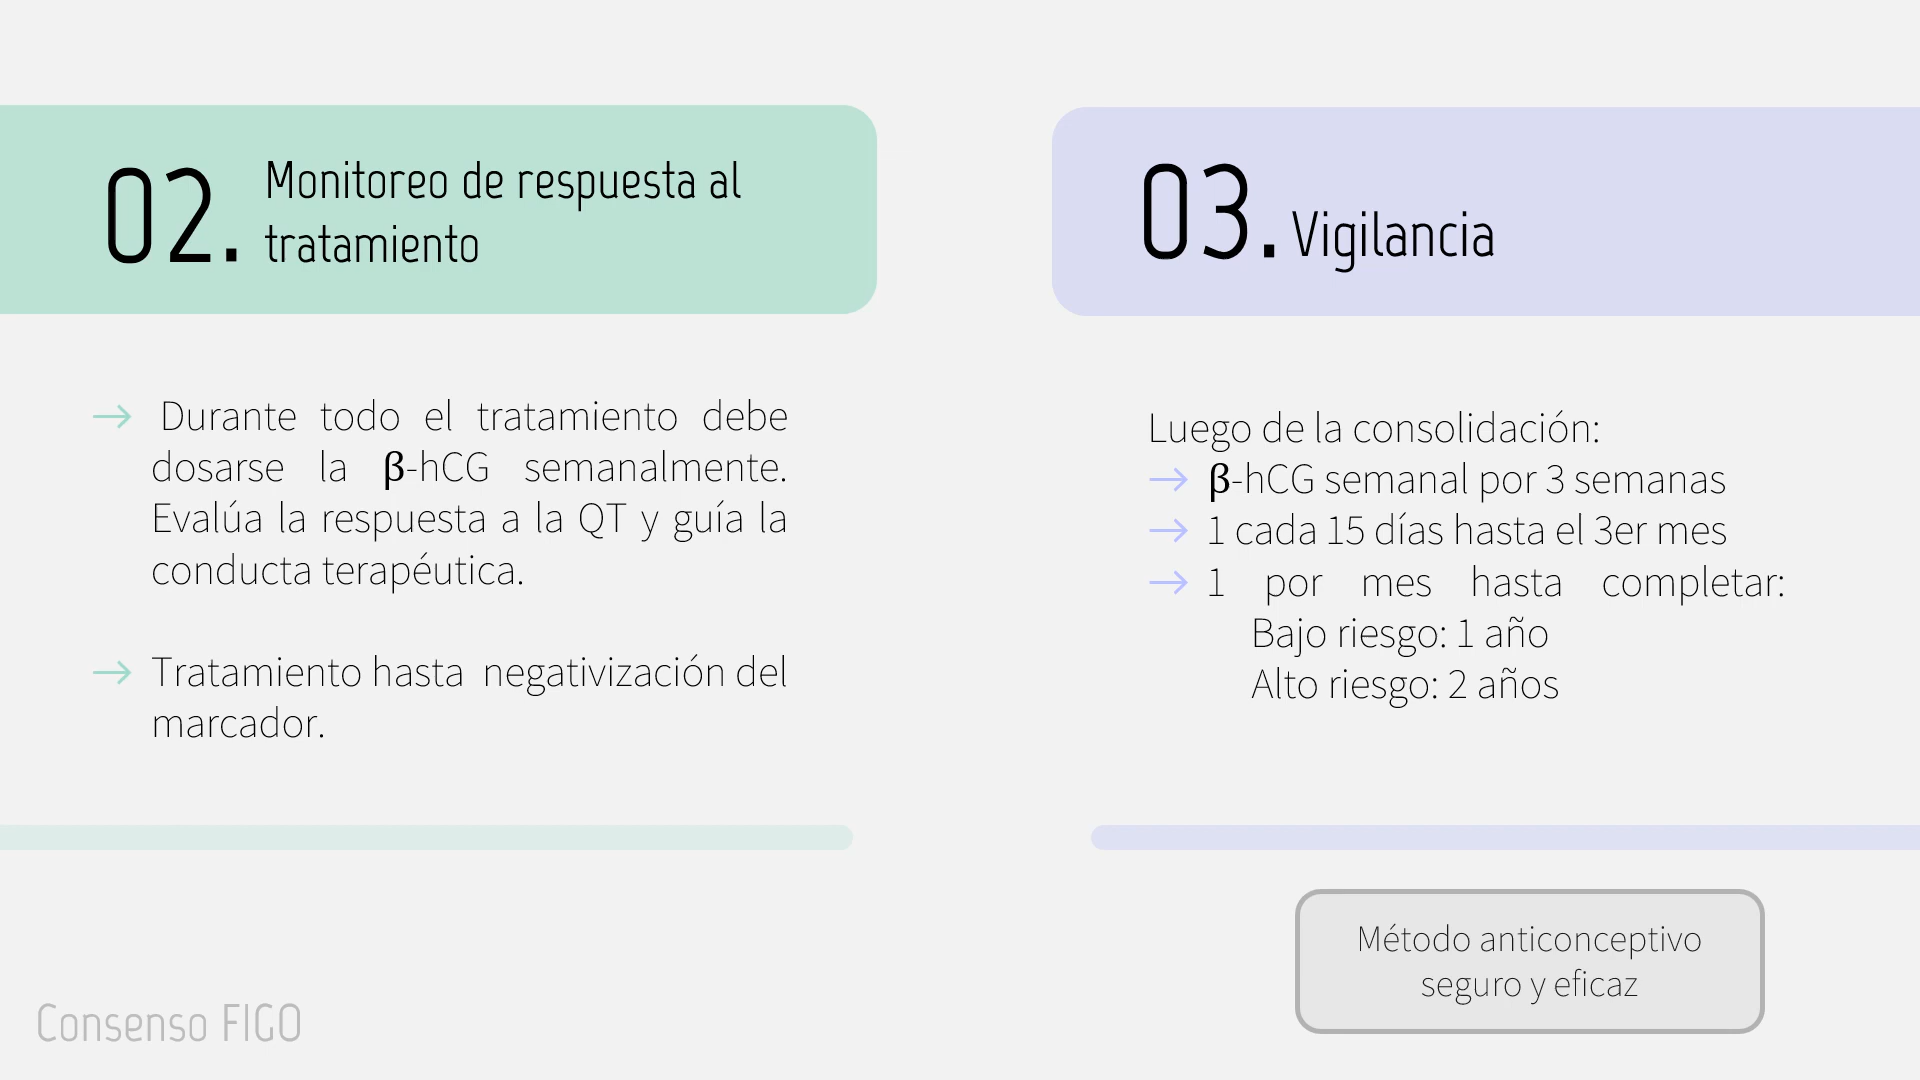 02. Monitoreo de respuesta al
tratamiento
→ Durante todo el tratamiento debe
dosarse la β-hCG semanalmente.
Evalúa la respuesta a la QT y guía la
conducta terapéutica.
→ Tratamiento hasta negativización del
marcador.
03. Vigilancia
Luego de la consolidación:
→ β-hCG semanal por 3 semanas
→ 1 cada 15 días hasta el 3er mes
→ 1 por mes hasta completar:
Bajo riesgo: 1 año
Alto riesgo: 2 años
Método anticonceptivo
seguro y eficaz
Consenso FIGO